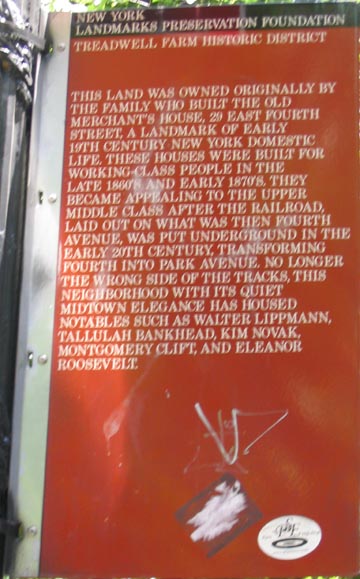 NEW YORK
LANDMARKS PRESERVATION FOUNDATION
TREADWELL FARM HISTORIC DISTRICT
THIS LAND WAS OWNED ORIGINALLY BY
THE FAMILY WHO BUILT THE OLD
MERCHANT'S HOUSE, 29 EAST FOURTH
STREET, A LANDMARK OF EARLY
19TH CENTURY NEW YORK DOMESTIC
LIFE. THESE HOUSES WERE BUILT FOR
WORKING-CLASS PEOPLE IN THE
LATE 1860'S AND EARLY 1870'S. THEY
BECAME APPEALING TO THE UPPER
MIDDLE CLASS AFTER THE RAILROAD,
LAID OUT ON WHAT WAS THEN FOURTH
AVENUE, WAS PUT UNDERGROUND IN THE
EARLY 20TH CENTURY, TRANSFORMING
FOURTH INTO PARK AVENUE. NO LONGER
THE WRONG SIDE OF THE TRACKS, THIS
NEIGHBORHOOD WITH ITS QUIET
MIDTOWN ELEGANCE HAS HOUSED
NOTABLES SUCH AS WALTER LIPPMANN,
TALLULAH BANKHEAD, KIM NOVAK,
MONTGOMERY CLIFT, AND ELEANOR
ROOSEVELT.